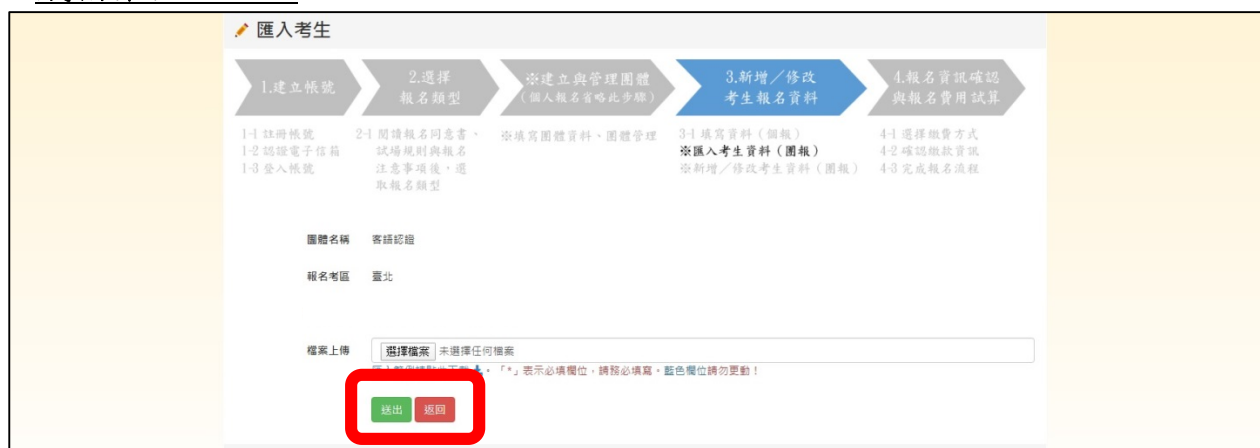 匯入考生
1.建立帳號
2.選擇
報名類型
※建立與管理團體
(個人報名省略此步驟)
3.新增／修改
考生報名資料
4.報名資訊確認
與報名費用試算
1-1 註冊帳號
1-2 認證電子信箱
1-3 登入帳號
2-1 閱讀報名同意書、
試場規則與報名
注意事項後，選
取報名類型
※填寫團體資料、團體管理
3-1 填寫資料（個報）
※匯入考生資料（團報）
※新增／修改考生資料（團報）
4-1 選擇繳費方式
4-2 確認繳款資訊
4-3 完成報名流程
團體名稱 客語認證
報名考區 臺北
檔案上傳 選擇檔案 未選擇任何檔案
，「*」表示必填欄位，請務必填寫。藍色欄位請勿更動！
送出 返回